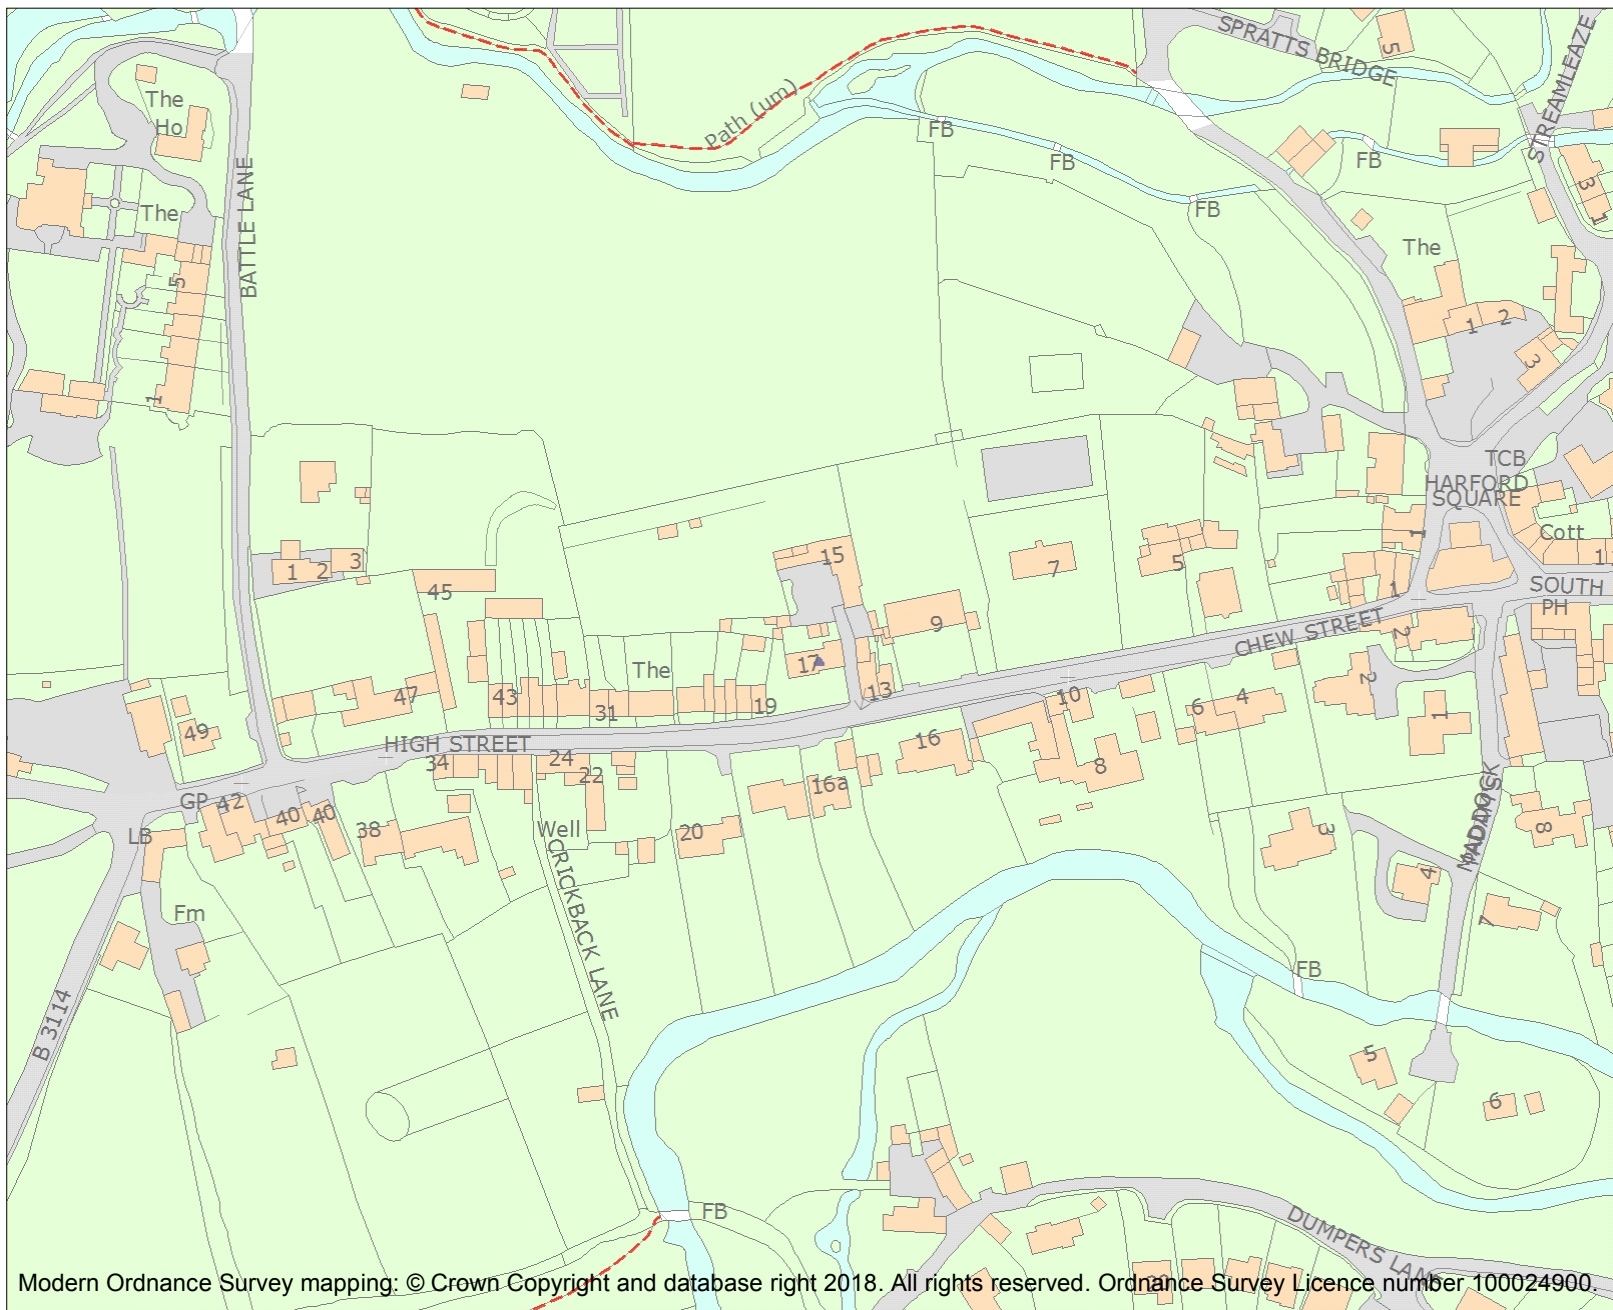 SPRATTS BRIDGE
5
STREAMLEAZE
The
Ho
Path (um)
FB
FB
FB
FB
3
1
BATTLE LANE
The
The
5
1
2
3
1
TCB
HARFORD
SQUARE
Cott
1
SOUTH
PH
1
2
3
45
15
7
5
9
1
CHEW STREET
2
The
17
13
43
31
19
47
49
HIGH STREET
34
24
22
16
16a
10
8
6
4
2
1
GP
42
40
40
38
LB
Well
20
CRICKBACK LANE
3
4
8
7
Fm
B 3114
FB
5
6
FB
DUMPERS LANE
Modern Ordnance Survey mapping: © Crown Copyright and database right 2018. All rights reserved. Ordnance Survey Licence number 100024900.